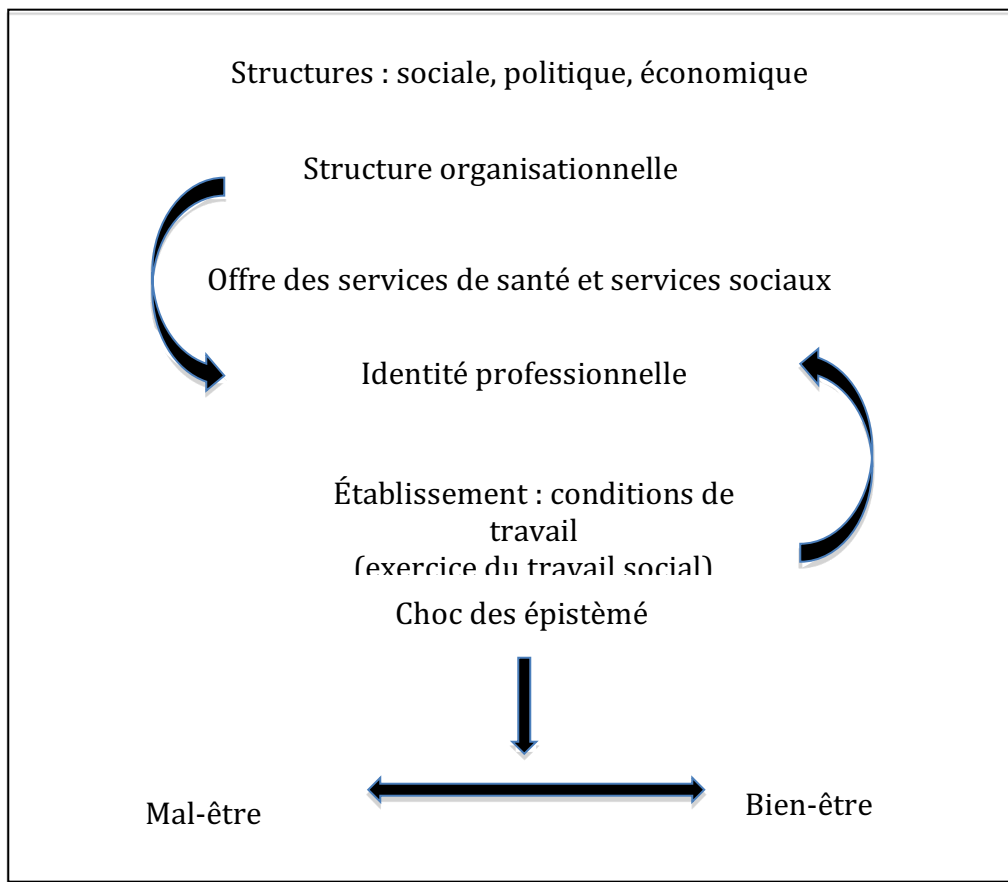 Structures : sociale, politique, économique
Structure organisationnelle
Offre des services de santé et services sociaux
Identité professionnelle
Établissement : conditions de
travail
(exercice du travail social)
Choc des épistèmé
Mal-être
Bien-être